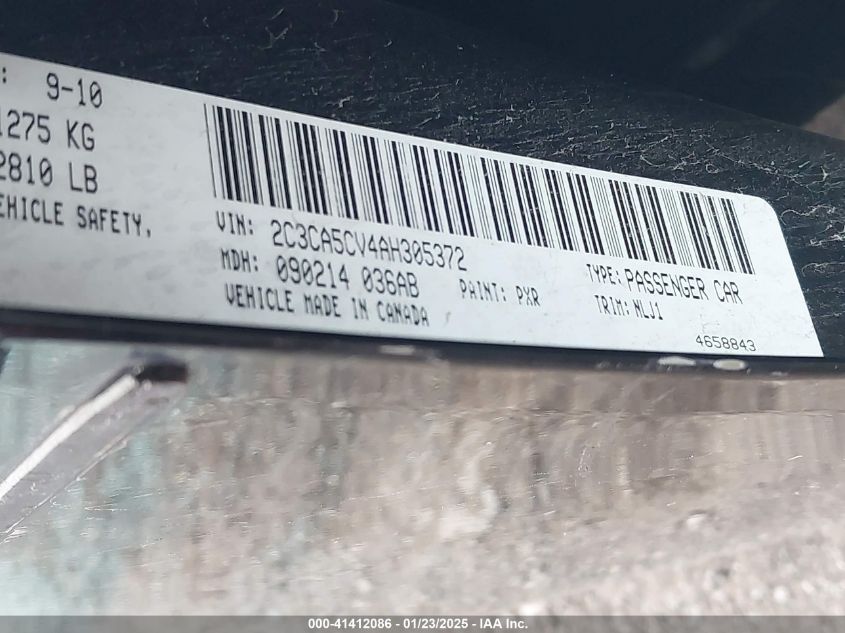 : 9-10
1275 KG
2810 LB
EHICLE SAFETY,
VIN: 2C3CA5CV4AH305372
MDH: 090214 036AB
PAINT: PXR
VEHICLE MADE IN CANADA
TYPE: PASSENGER CAR
TRIM: MLJ1
4658843
000-41412086 - 01/23/2025 - IAA Inc.